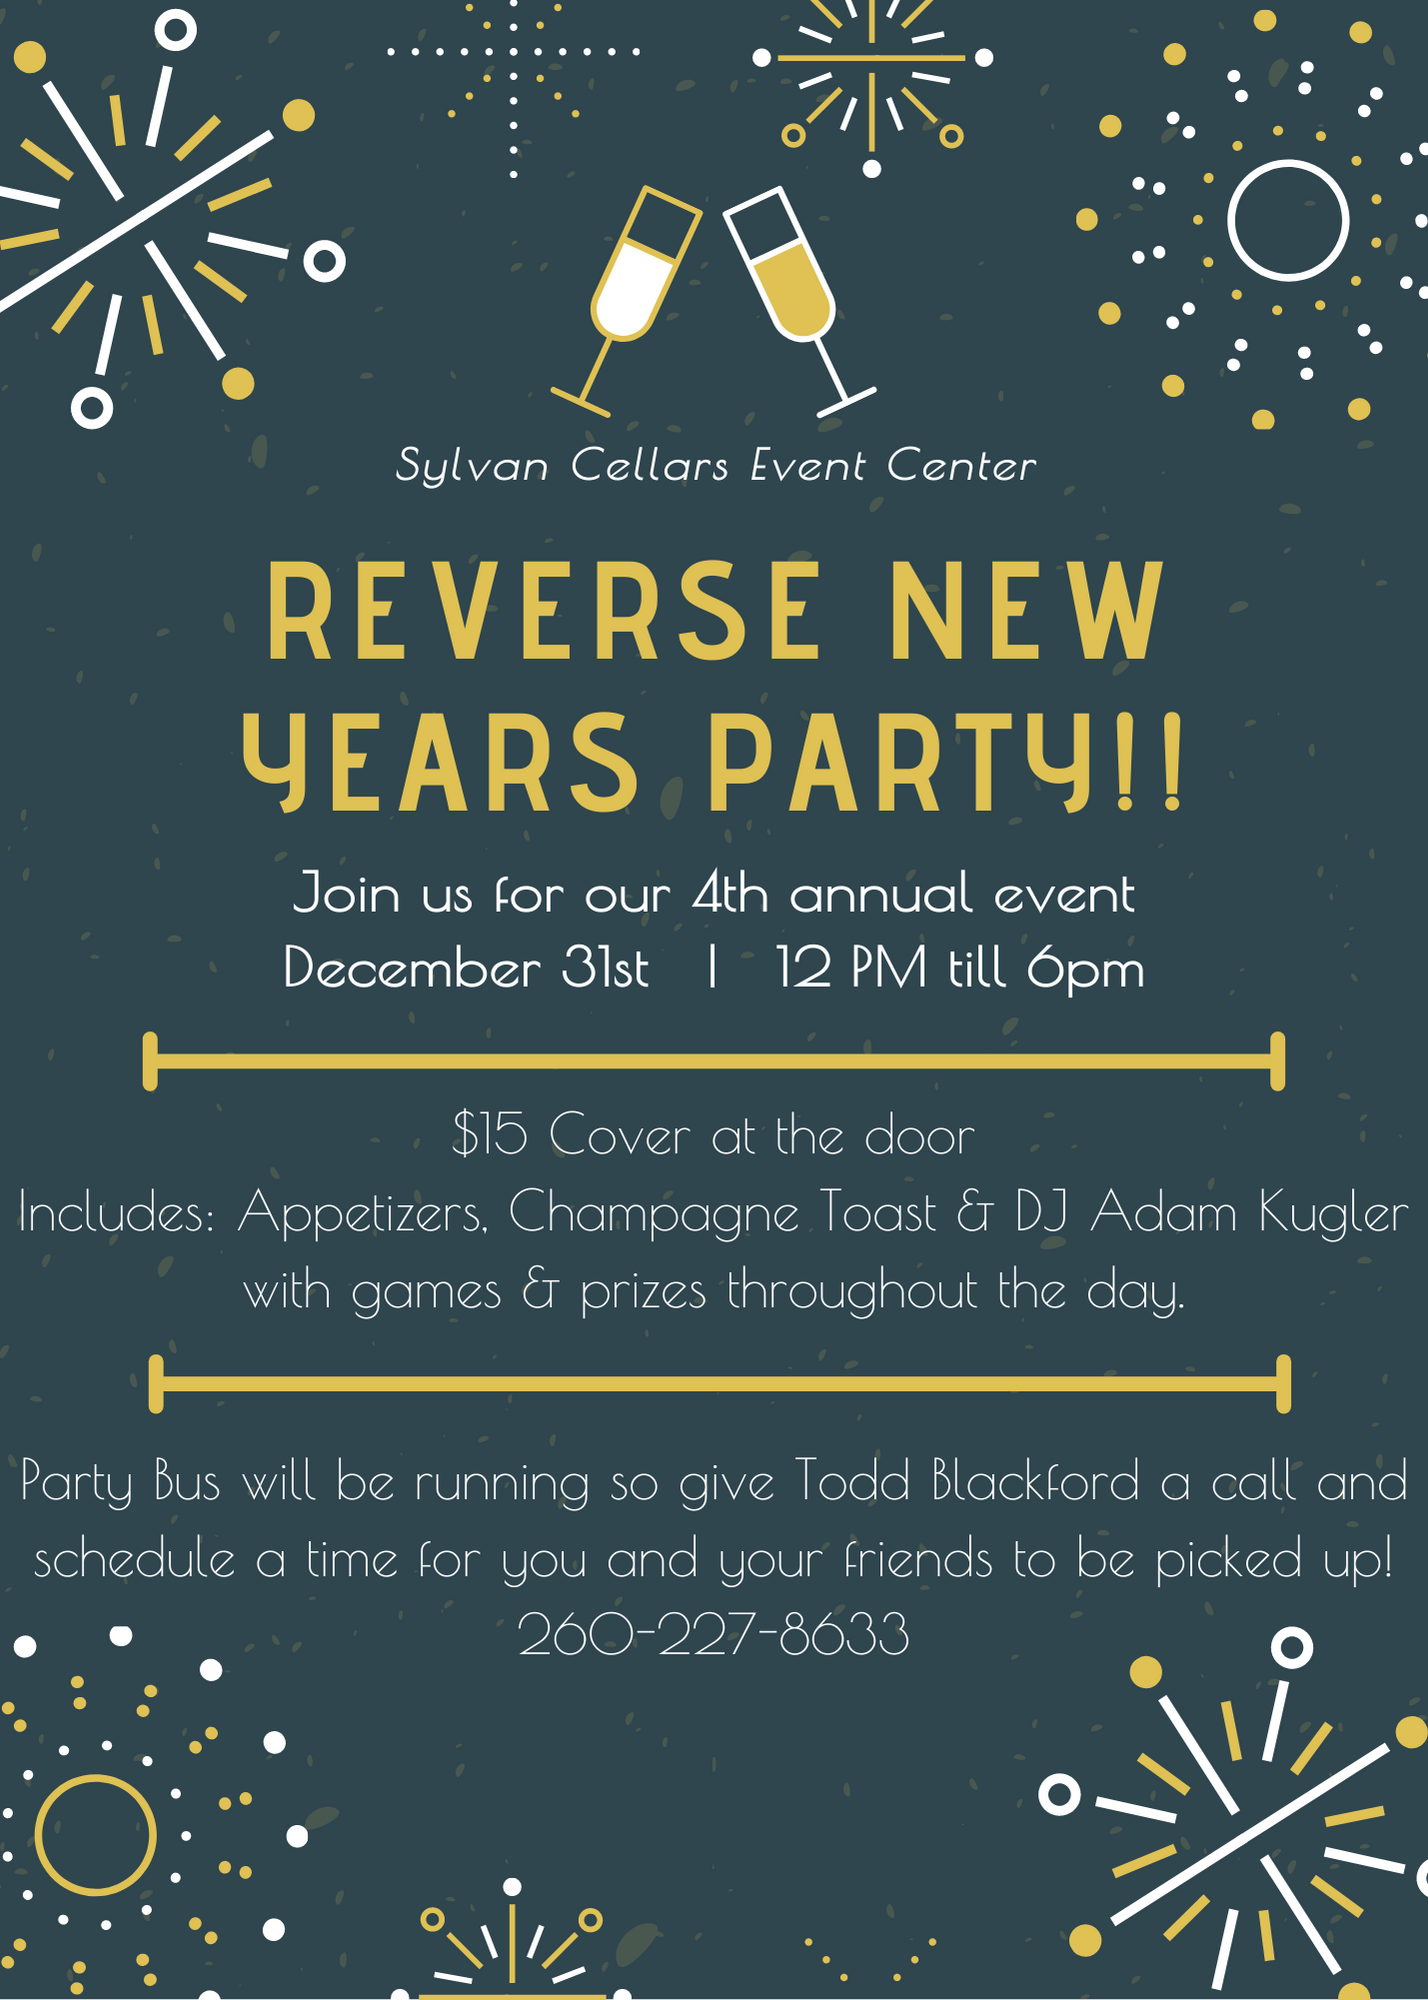 Sylvan Cellars Event Center
REVERSE NEW
YEARS PARTY!!
Join us for our 4th annual event
December 31st | 12 PM till 6pm
$15 Cover at the door
Includes: Appetizers, Champagne Toast & DJ Adam Kugler
with games & prizes throughout the day.
Party Bus will be running so give Todd Blackford a call and
schedule a time for you and your friends to be picked up!
260-227-8633